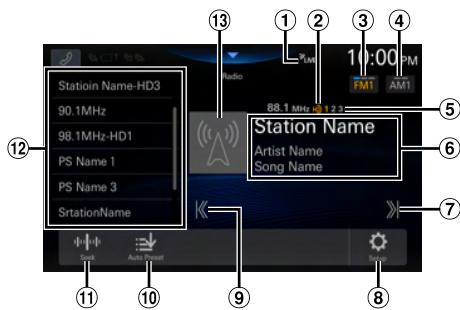 13 1 2 3 4
LML
10:00PM
Radio
FM1 AM1
Statioin Name-HD3
90.1MHz
98.1MHz-HD1
PS Name 1
PS Name 3
SrtationName
12
88.1 MHz 1 2 3
5
Station Name
Artist Name
Song Name
6
7
Seek
Auto Preset
Setup
11 10 9 8